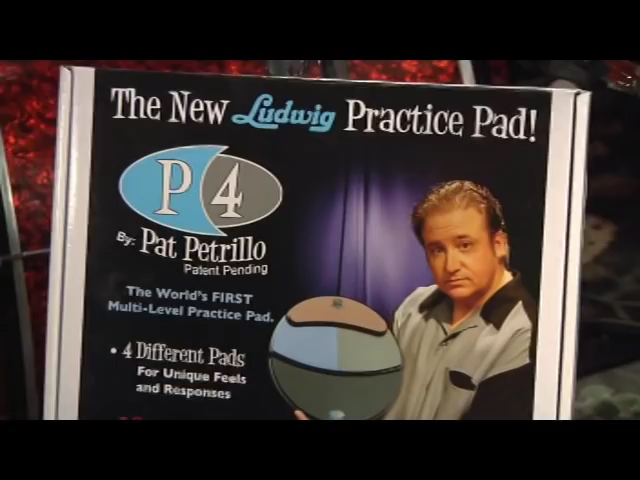 The New Ludwig Practice Pad!
P4
By: Pat Petrillo
Patent Pending
The World's FIRST
Multi-Level Practice Pad.
• 4 Different Pads
For Unique Feels
and Responses